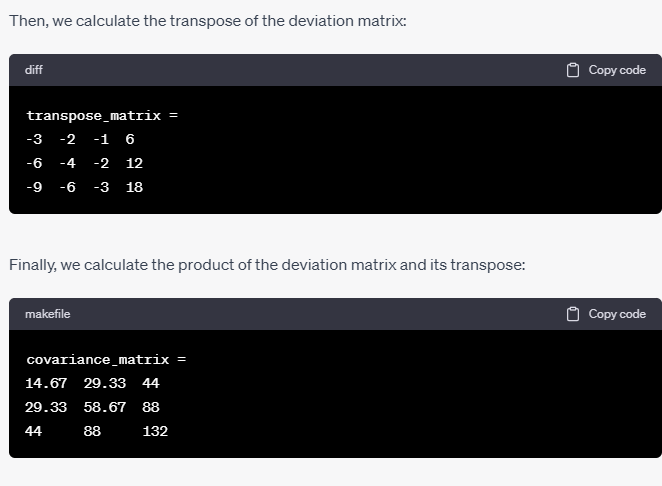 Then, we calculate the transpose of the deviation matrix:
diff
Copy code
transpose_matrix =
-3 -2 -1 6
-6 -4 -2 12
-9 -6 -3 18
Finally, we calculate the product of the deviation matrix and its transpose:
makefile
Copy code
covariance_matrix =
14.67 29.33 44
29.33 58.67 88
44 88 132